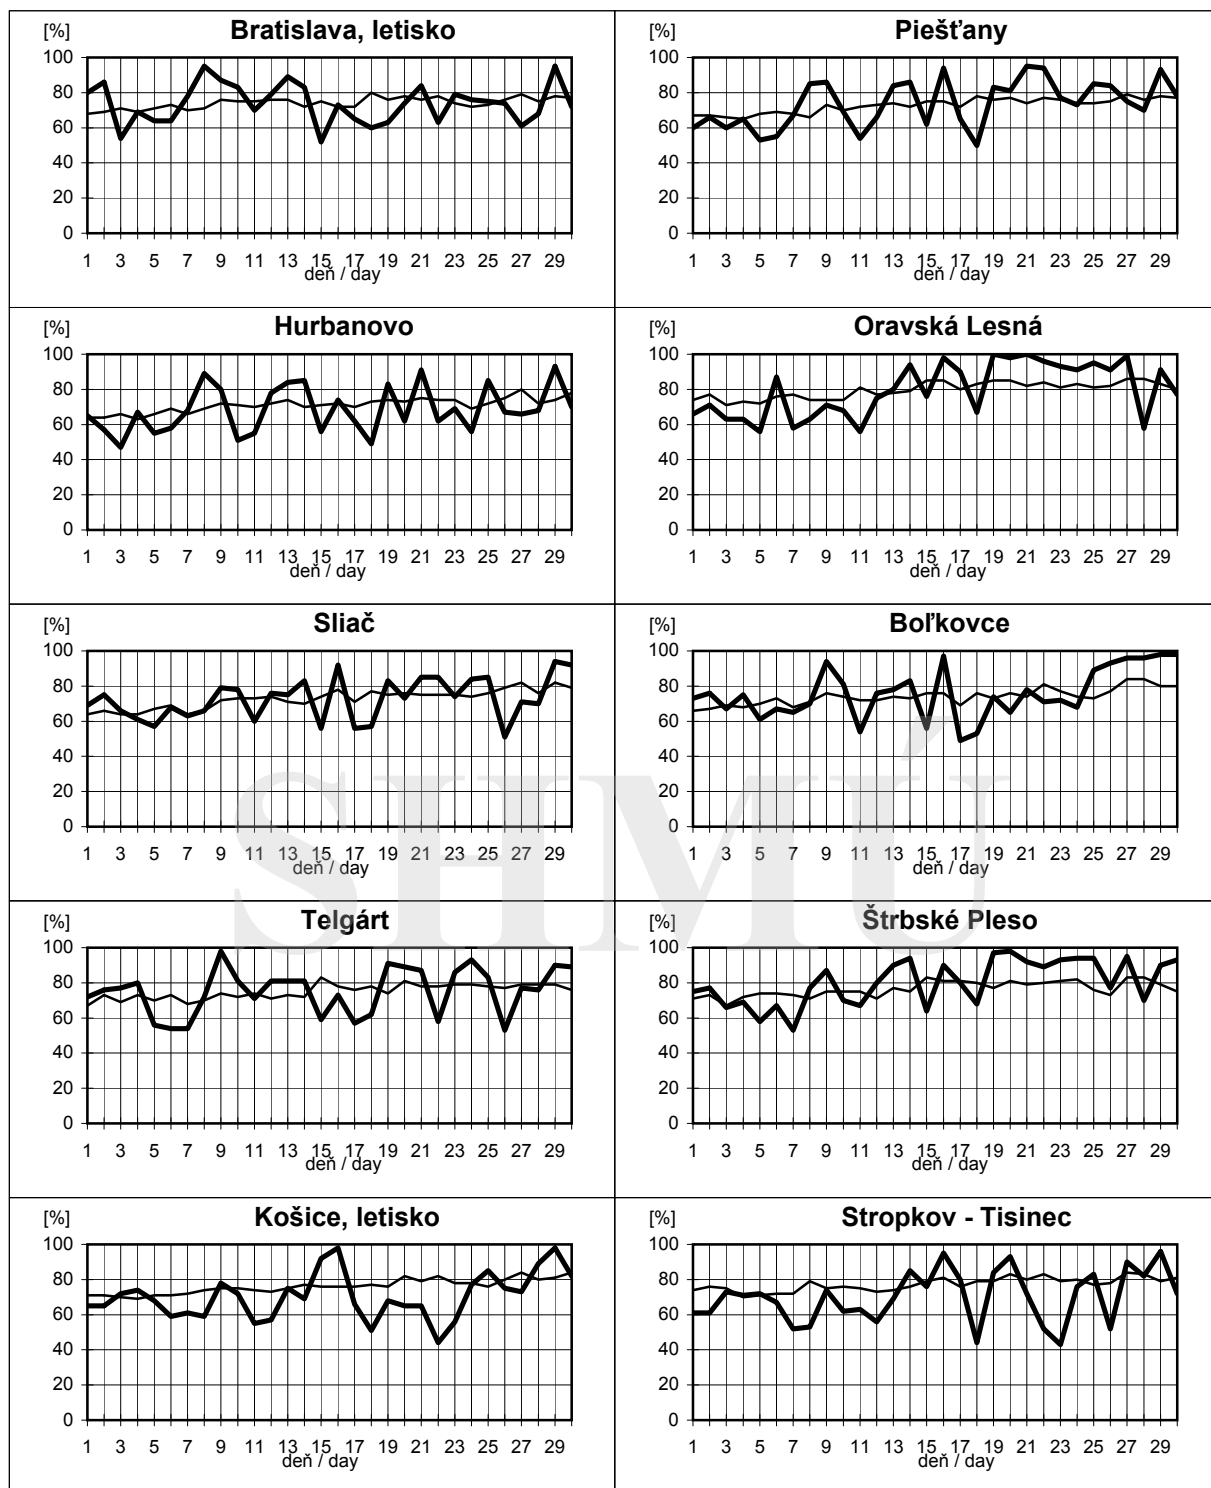 [%] Bratislava, letisko
100
80
60
40
20
0
1 3 5 7 9 11 13 15 17 19 21 23 25 27 29
deň / day
[%] Piešťany
100
80
60
40
20
0
1 3 5 7 9 11 13 15 17 19 21 23 25 27 29
deň / day
[%] Hurbanovo
100
80
60
40
20
0
1 3 5 7 9 11 13 15 17 19 21 23 25 27 29
deň / day
[%] Oravská Lesná
100
80
60
40
20
0
1 3 5 7 9 11 13 15 17 19 21 23 25 27 29
deň / day
[%] Sliač
100
80
60
40
20
0
1 3 5 7 9 11 13 15 17 19 21 23 25 27 29
deň / day
[%] Boľkovce
100
80
60
40
20
0
1 3 5 7 9 11 13 15 17 19 21 23 25 27 29
deň / day
SHMÚ
[%] Telgárt
100
80
60
40
20
0
1 3 5 7 9 11 13 15 17 19 21 23 25 27 29
deň / day
[%] Štrbské Pleso
100
80
60
40
20
0
1 3 5 7 9 11 13 15 17 19 21 23 25 27 29
deň / day
[%] Košice, letisko
100
80
60
40
20
0
1 3 5 7 9 11 13 15 17 19 21 23 25 27 29
deň / day
[%] Stropkov - Tisinec
100
80
60
40
20
0
1 3 5 7 9 11 13 15 17 19 21 23 25 27 29
deň / day